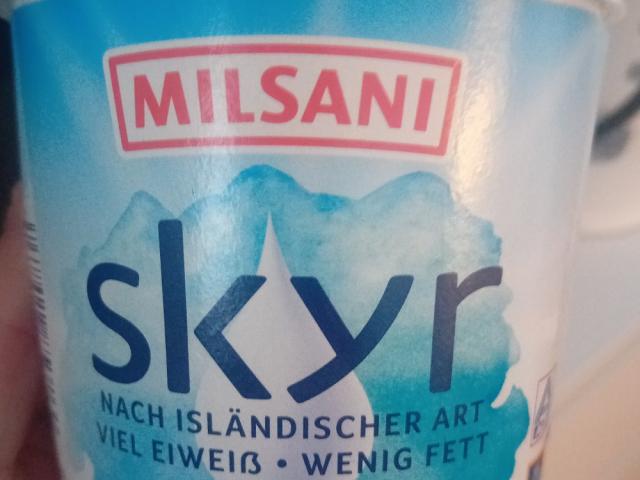 MILSANI
skyr
NACH ISLÄNDISCHER ART
VIEL EIWEIß • WENIG FETT